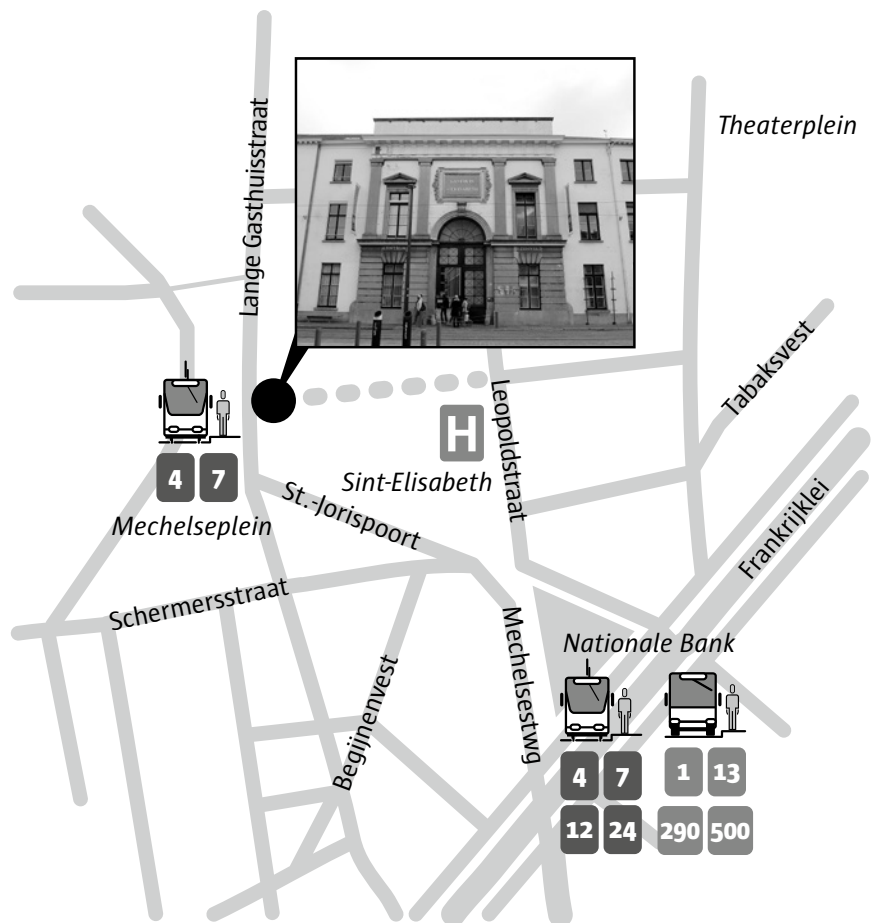 Lange Gasthuisstraat
Theaterplein
Tabaksvest
Leopoldstraat
H
Sint-Elisabeth
4 7
Mechelseplein
St.-Jorispoort
Frankrijklei
Schermersstraat
Mechelsestwg
Nationale Bank
Begijnenvest
4 7
12 24
1 13
290 500